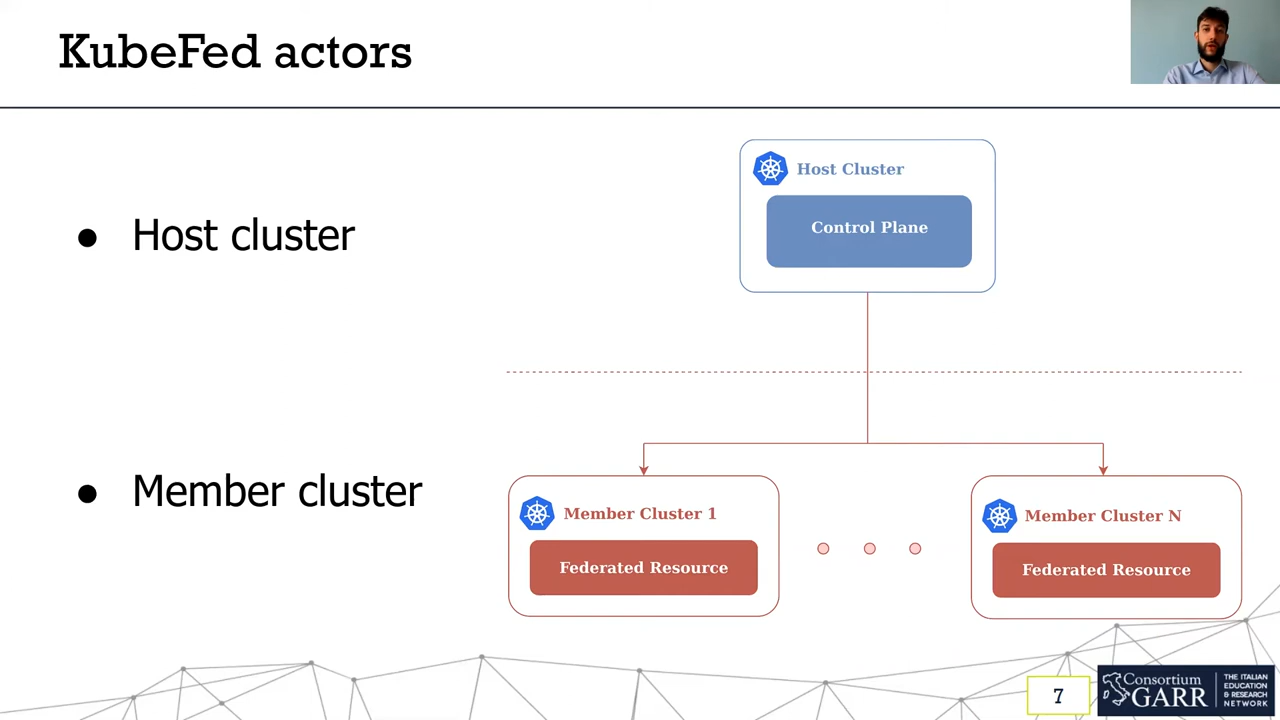 KubeFed actors
● Host cluster
Host Cluster
Control Plane
● Member cluster
Member Cluster 1
Federated Resource
Member Cluster N
Federated Resource
7
Consortium
GARR
THE ITALIAN
EDUCATION
& RESEARCH
NETWORK